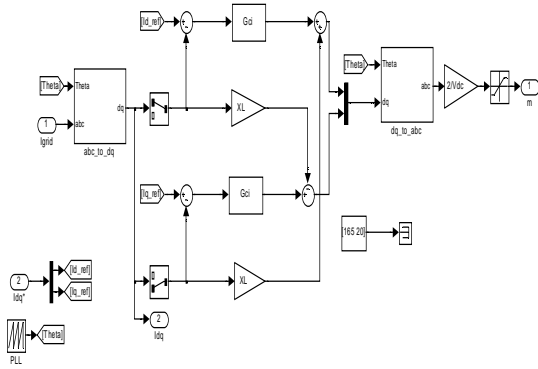 [Id_ref]
Gci
[Theta]
Theta
abc
dq
abc_to_dq
1
Igrid
XL
[Theta]
Theta
dq
abc
dq_to_abc
2/Vdc
1
m
[Iq_ref]
Gci
[165 20]
XL
2
Idq*
[Id_ref]
[Iq_ref]
2
Idq
[Theta]
PLL